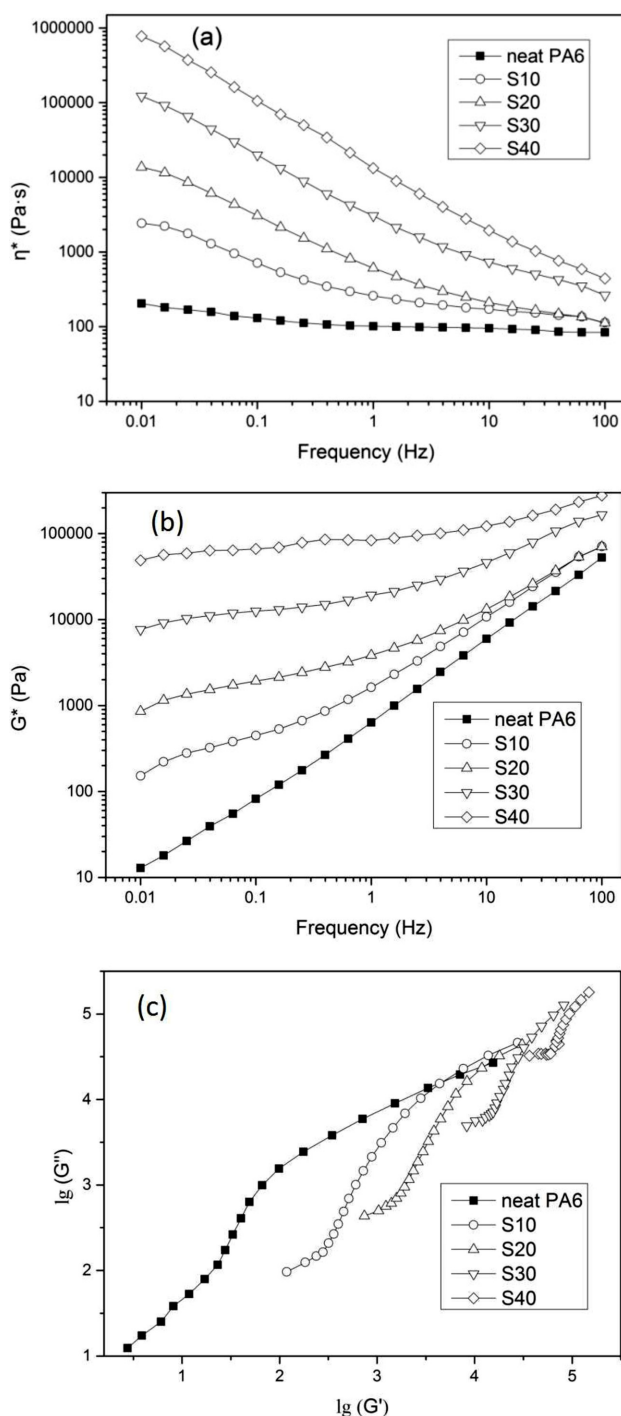 (a)
neat PA6
S10
S20
S30
S40
1000000
100000
10000
1000
100
10
η* (Pa·s)
0.01 0.1 1 10 100
Frequency (Hz)
(b)
100000
10000
1000
100
10
G* (Pa)
neat PA6
S10
S20
S30
S40
0.01 0.1 1 10 100
Frequency (Hz)
(c)
5
4
3
2
1
lg (G'')
neat PA6
S10
S20
S30
S40
1 2 3 4 5
lg (G')